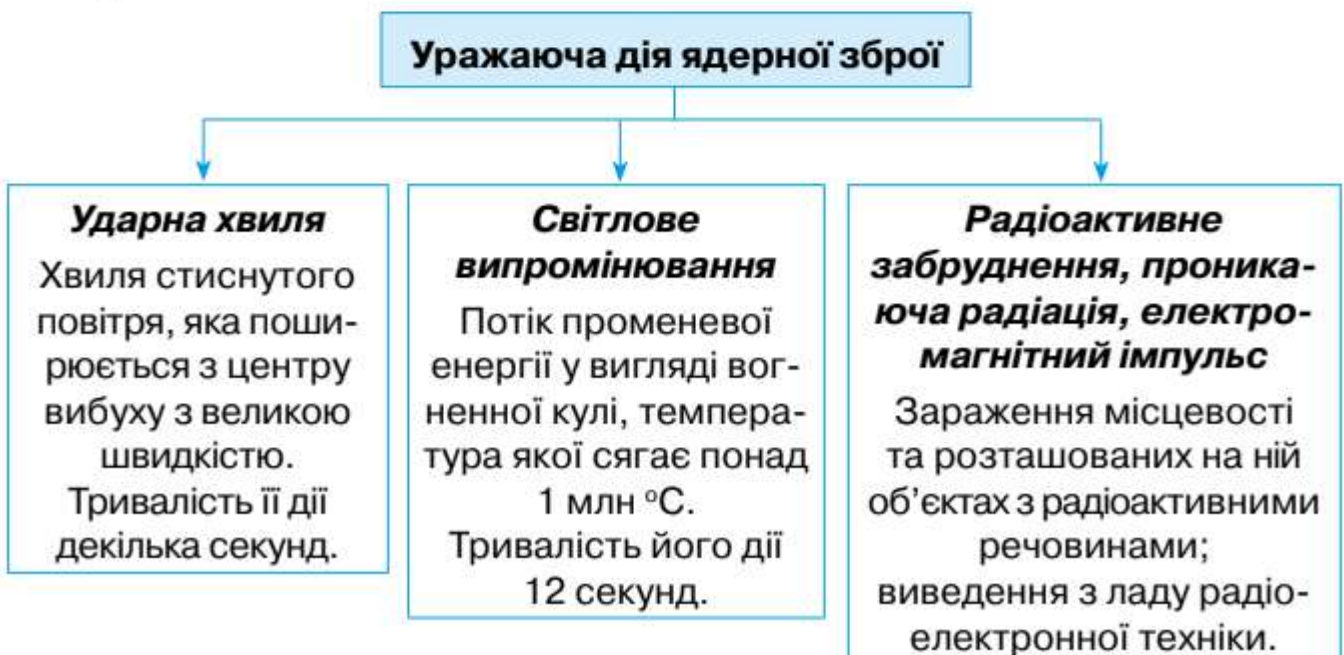 Уражаюча дія ядерної зброї
Ударна хвиля
Хвиля стиснутого
повітря, яка поши-
рюється з центру
вибуху з великою
швидкістю.
Тривалість її дії
декілька секунд.
Світлове
випромінювання
Потік променевої
енергії у вигляді вог-
ненної кулі, темпера-
тура якої сягає понад
1 млн ºС.
Тривалість його дії
12 секунд.
Радіоактивне
забруднення, проника-
юча радіація, електро-
магнітний імпульс
Зараження місцевості
та розташованих на ній
об’єктах з радіоактивними
речовинами;
виведення з ладу радіо-
електронної техніки.